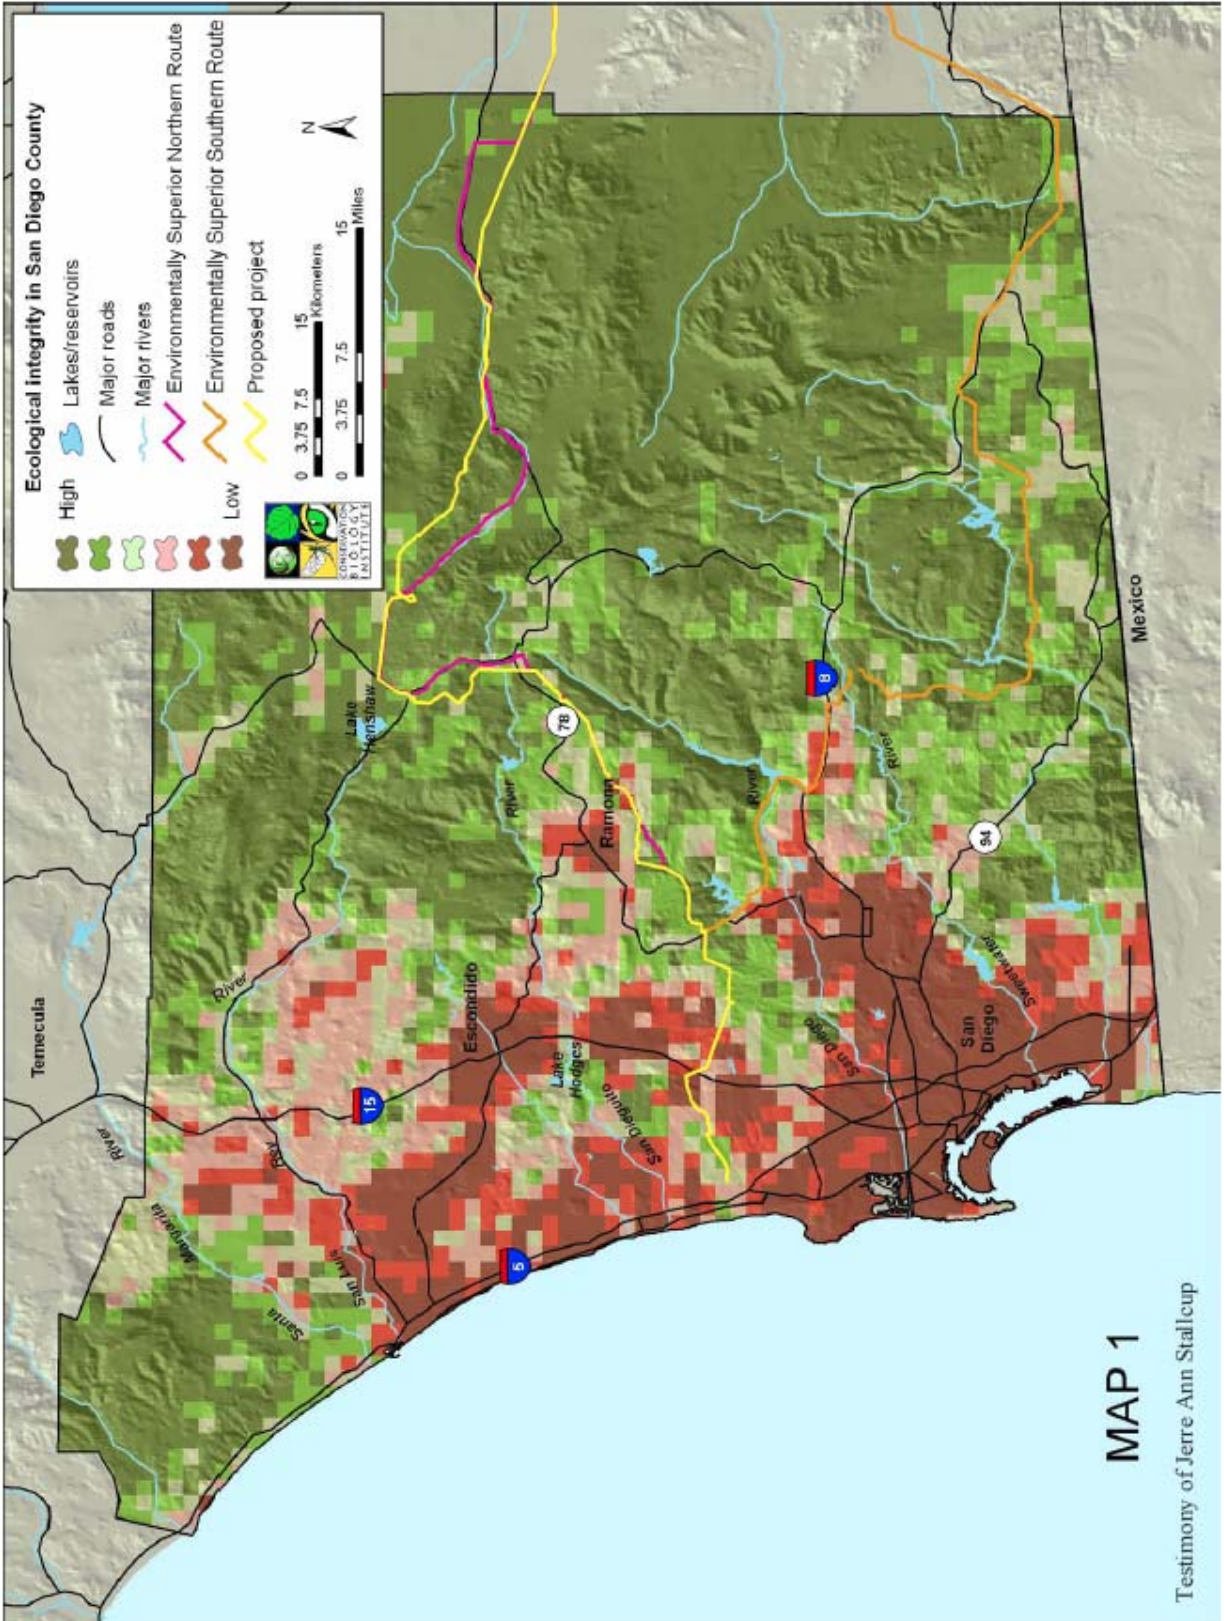 Ecological integrity in San Diego County
High
Low
Lakes/reservoirs
Major roads
Major rivers
Environmentally Superior Northern Route
Environmentally Superior Southern Route
Proposed project
N
0 3.75 7.5 15
Kilometers
0 3.75 7.5 15
Miles
CONSERVATION
BIOLOGY
INSTITUTE
Temecula
River
Margarita
Santa
River
Rey
San Luis
15
5
Lake
Henshaw
Escondido
Lake
Hodges
San Dieguito
River
78
Ramona
River
San Diego
8
River
Sweetwater
San
Diego
94
Mexico
MAP 1
Testimony of Jerre Ann Stallcup